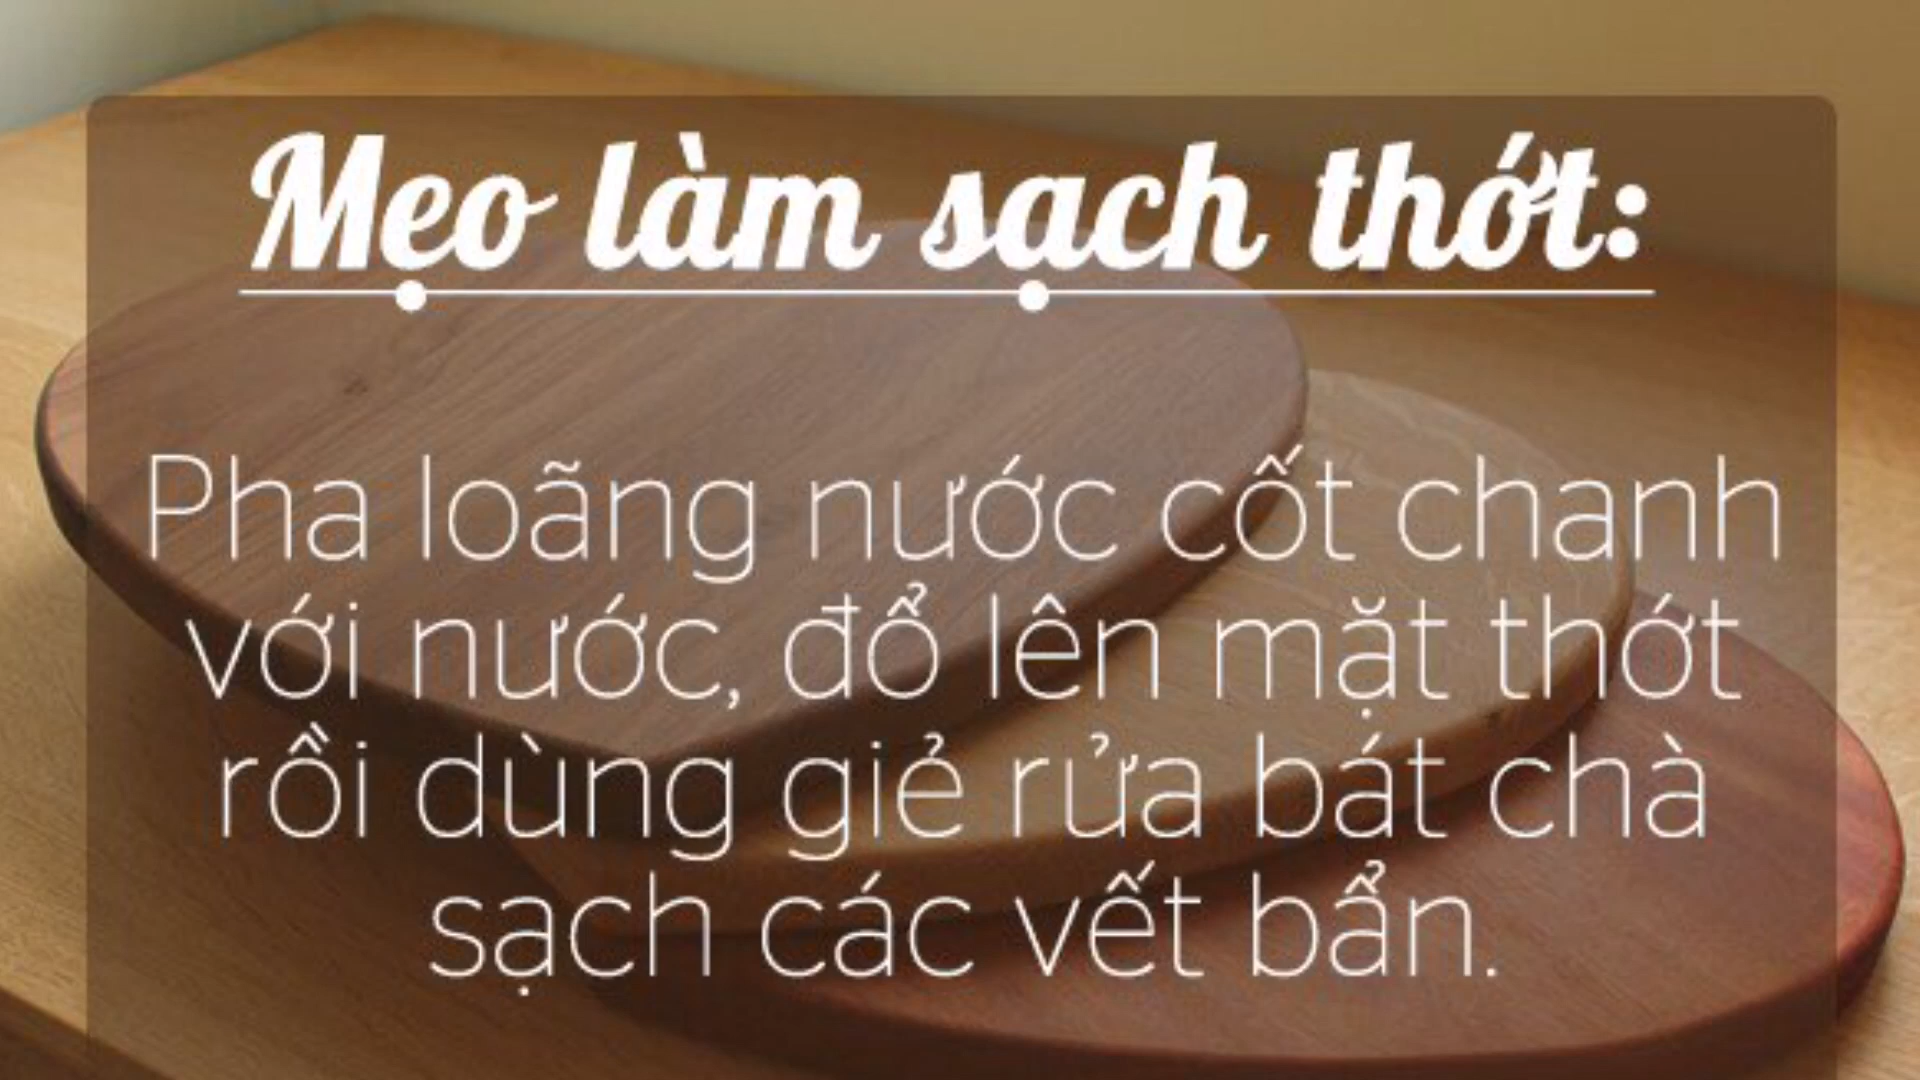 Mẹo làm sạch thớt:
Pha loãng nước cốt chanh
với nước, đổ lên mặt thớt
rồi dùng giẻ rửa bát chà
sạch các vết bẩn.